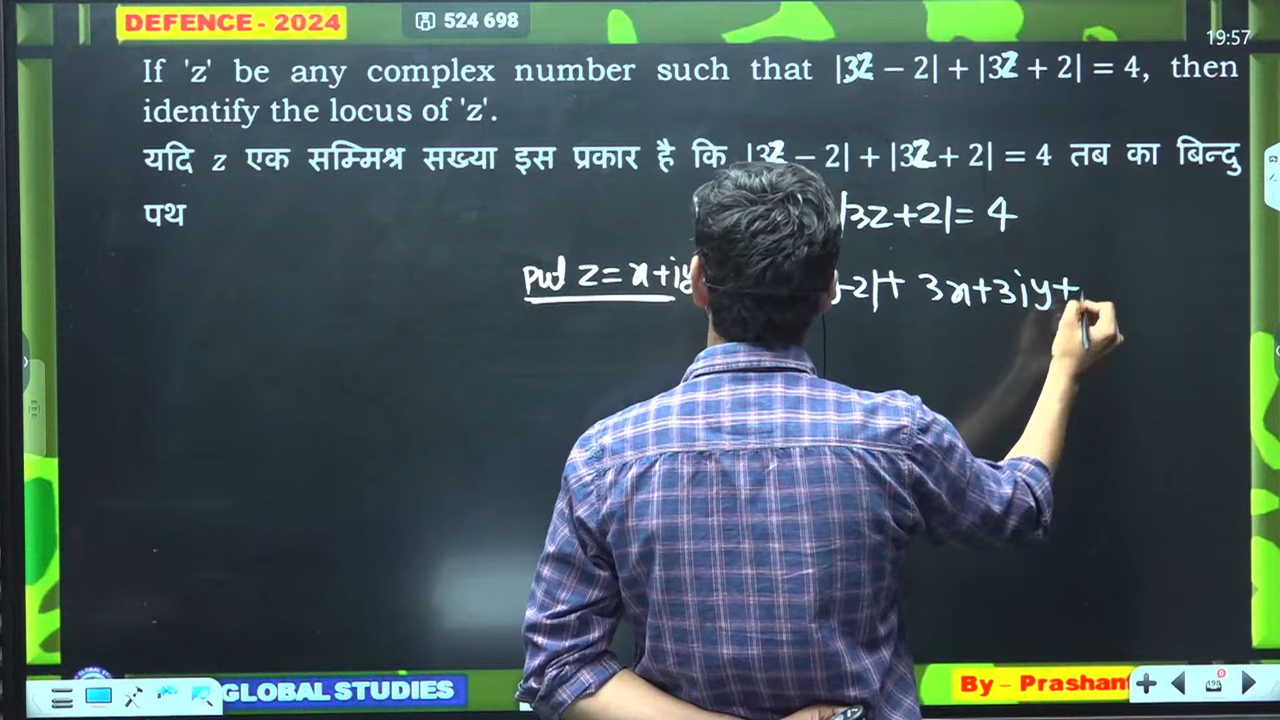 DEFENCE - 2024
524 698
19:57
If 'z' be any complex number such that |3z − 2| + |3z + 2| = 4, then
identify the locus of 'z'.
यदि z एक सम्मिश्र सख्या इस प्रकार है कि |3z − 2| + |3z + 2| = 4 तब का बिन्दु
पथ
|3z+2|= 4
put z = x+iy
-2|+ 3x+3iy+
GLOBAL STUDIES
By – Prashant